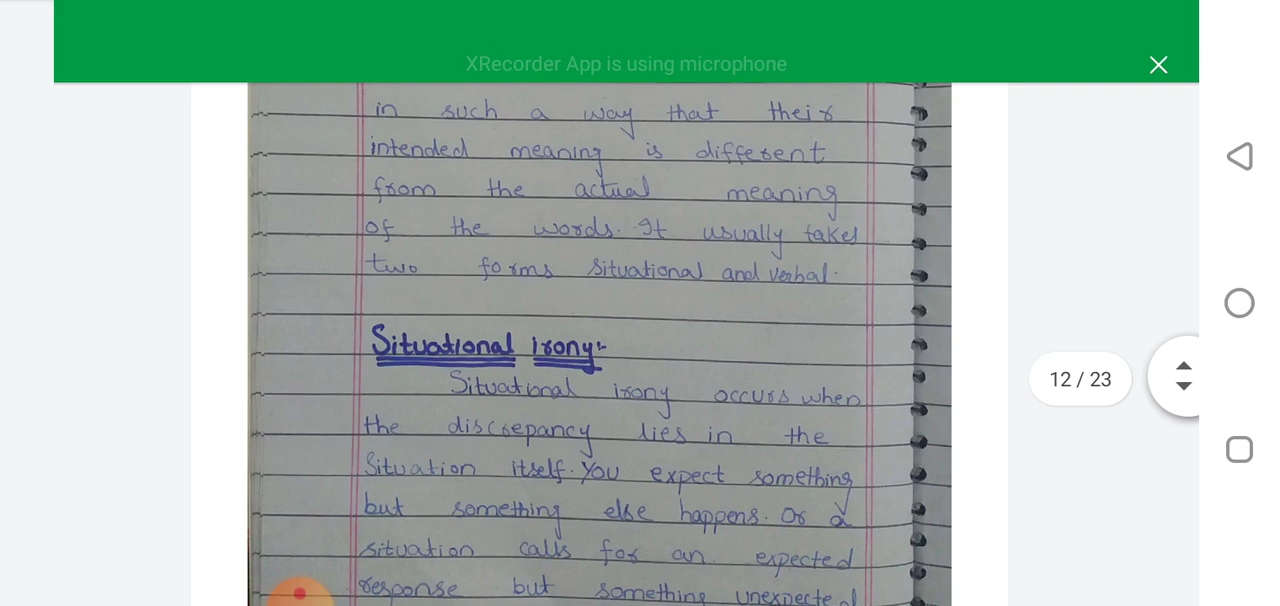 XRecorder App is using microphone
in such a way that their
intended meaning is different
from the actual meaning
of the words. It usually takes
two forms situational and verbal.
Situational irony:-
Situational irony occurs when
the discrepancy lies in the
situation itself. You expect something
but something else happens. Or a
situation calls for an expected
response but something unexpected
12 / 23